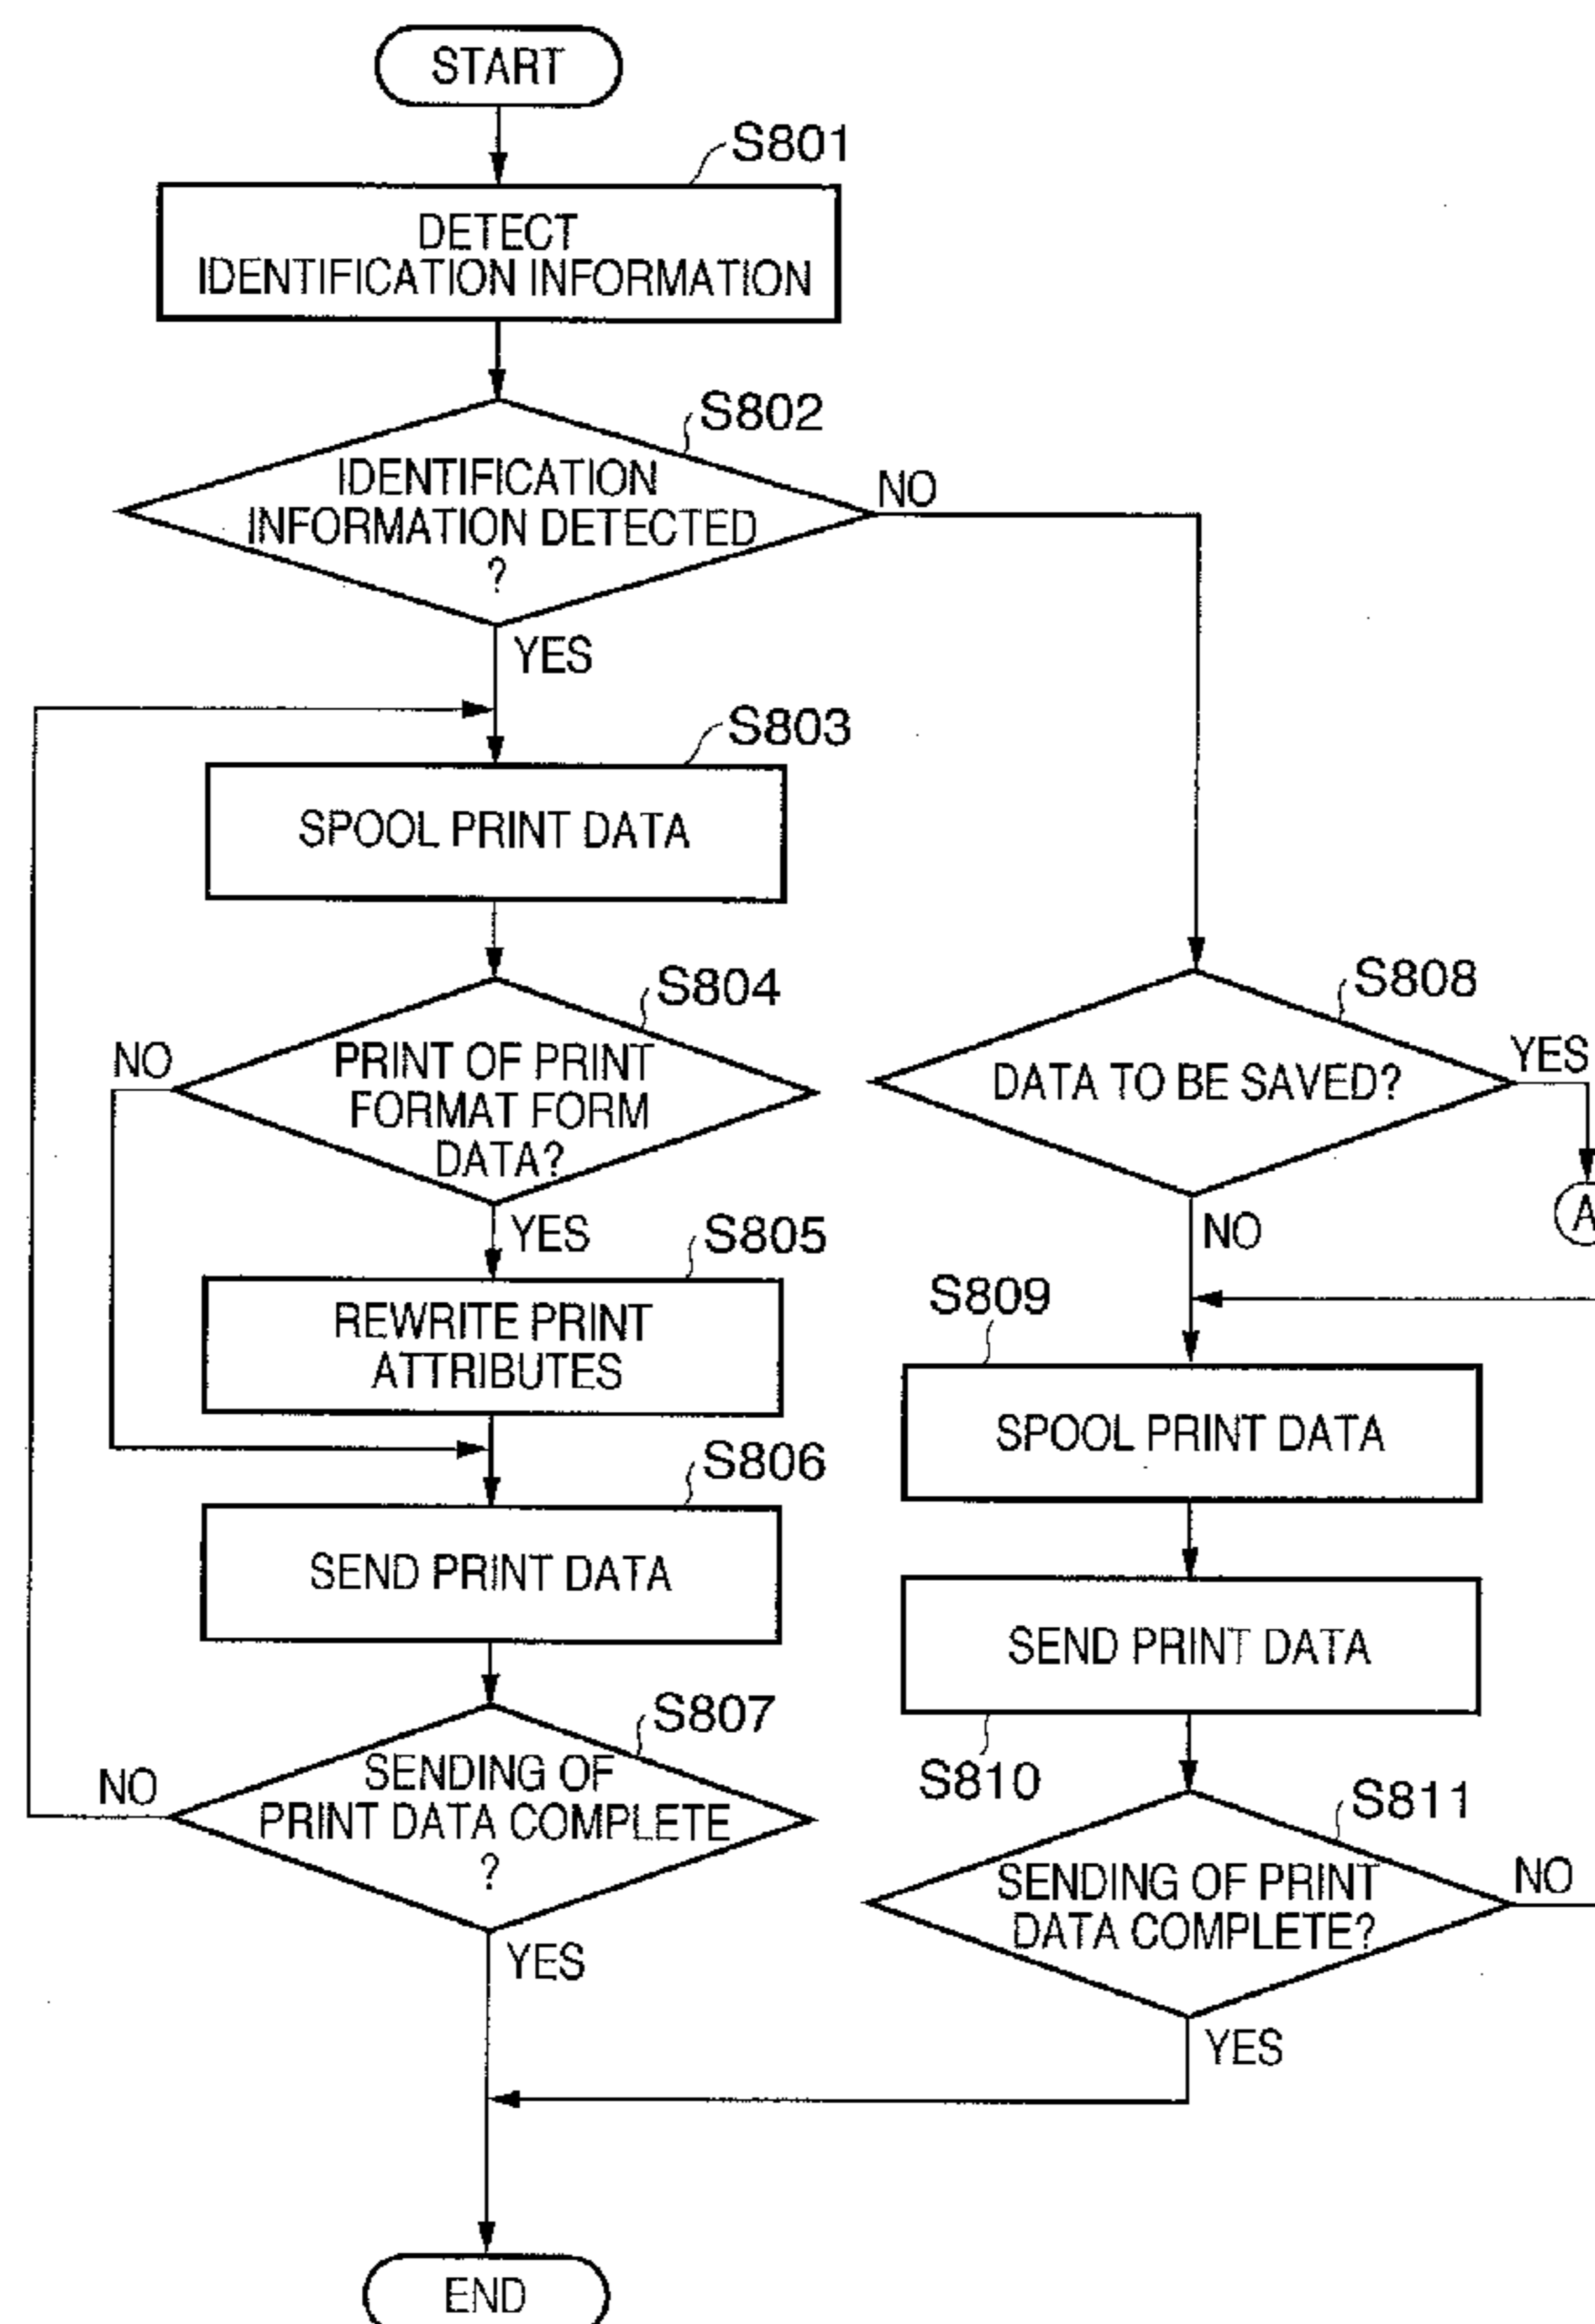 START
S801
DETECT
IDENTIFICATION INFORMATION
S802
IDENTIFICATION
INFORMATION DETECTED
?
NO
YES
S803
SPOOL PRINT DATA
S804
NO
PRINT OF PRINT
FORMAT FORM
DATA?
YES
S805
REWRITE PRINT
ATTRIBUTES
S806
SEND PRINT DATA
S807
NO
SENDING OF
PRINT DATA COMPLETE
?
YES
S808
DATA TO BE SAVED?
YES
A
NO
S809
SPOOL PRINT DATA
SEND PRINT DATA
S810
S811
SENDING OF PRINT
DATA COMPLETE?
NO
YES
END